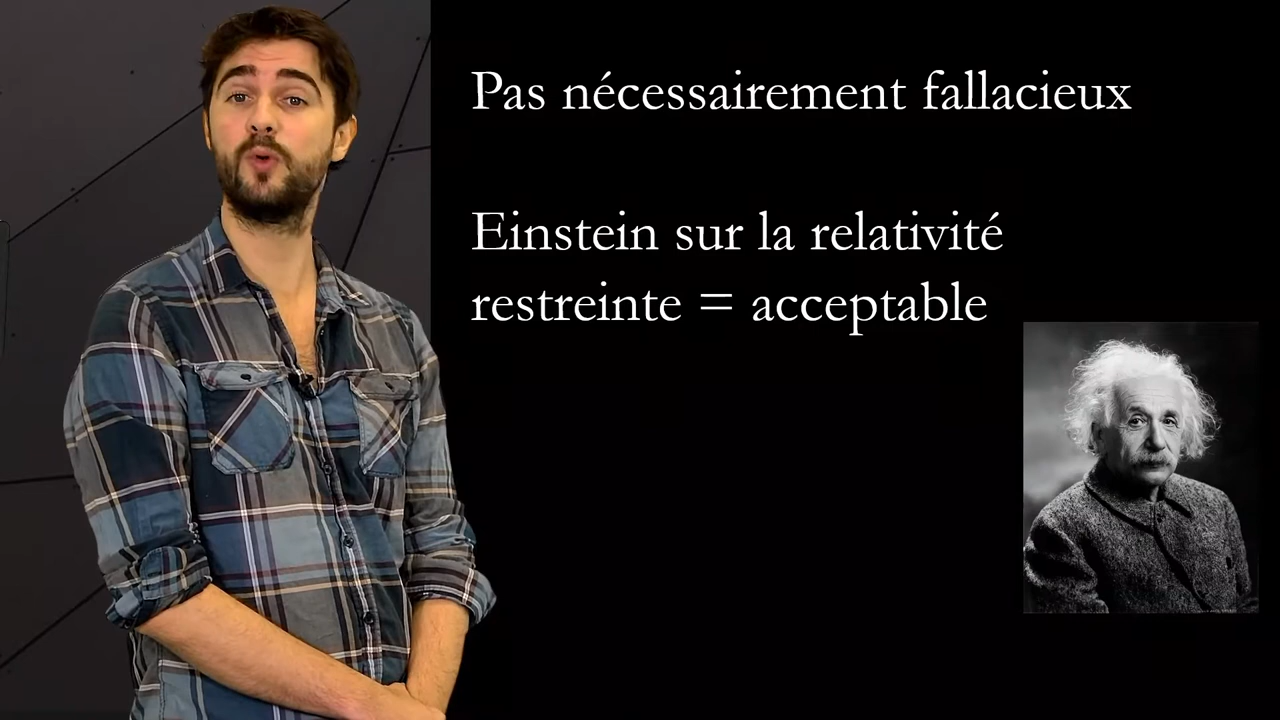 Pas nécessairement fallacieux
Einstein sur la relativité
restreinte = acceptable